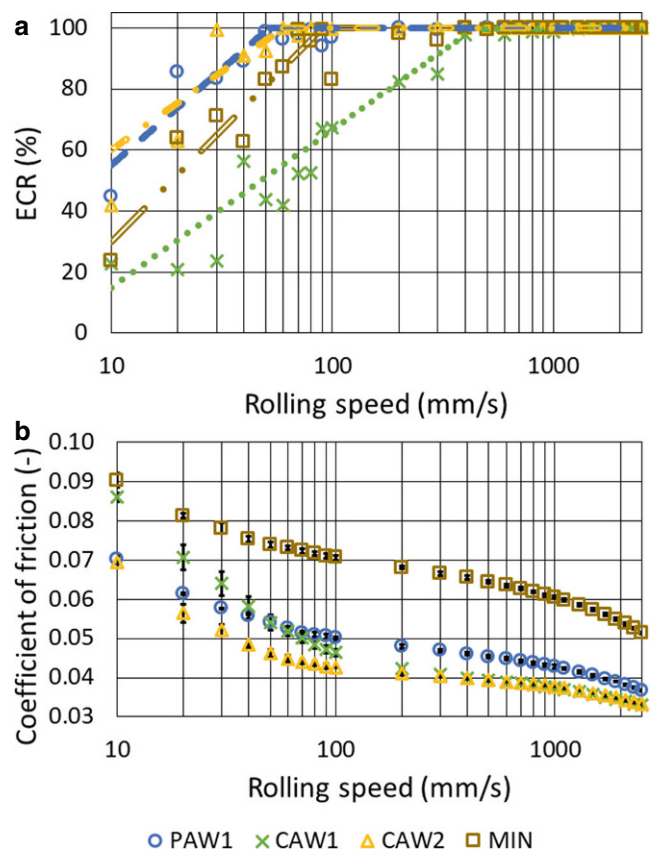 a
100
80
60
40
20
0
ECR (%)
10
100
1000
Rolling speed (mm/s)
b
0.10
0.09
0.08
0.07
0.06
0.05
0.04
0.03
Coefficient of friction (-)
10
100
1000
Rolling speed (mm/s)
PAW1 CAW1 CAW2 MIN